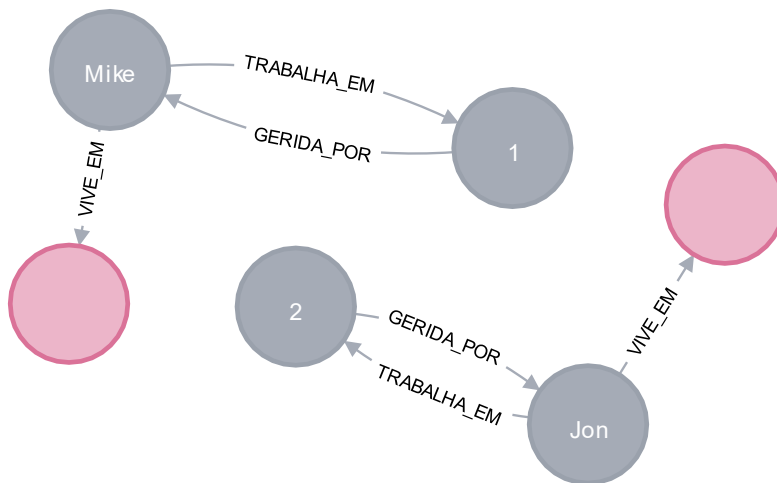 Mike
TRABALHA_EM
1
GERIDA_POR
VIVE_EM
2
GERIDA_POR
VIVE_EM
TRABALHA_EM
Jon